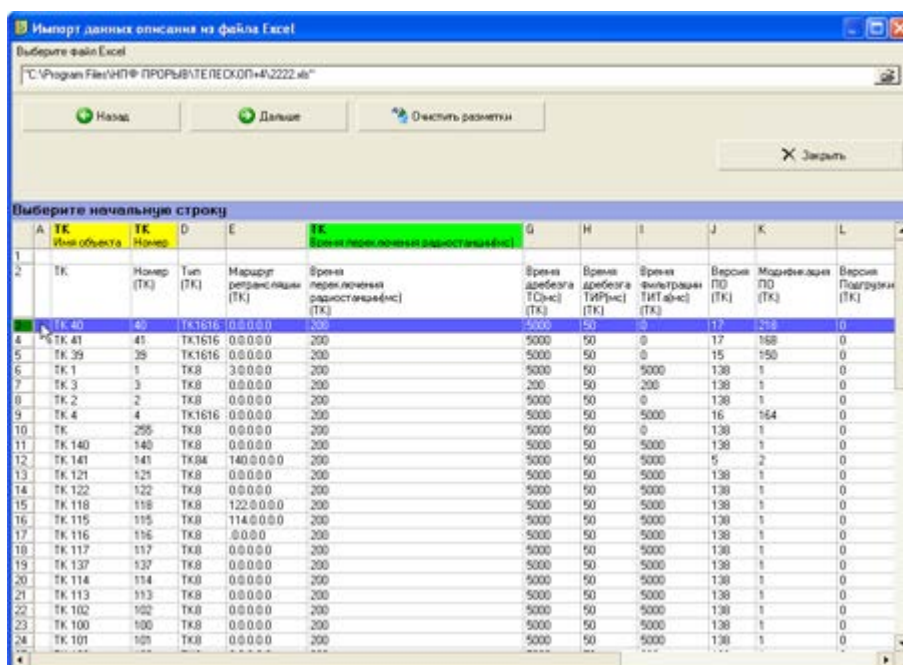 Импорт данных описания из файла Excel
Выберите файл Excel
"C:\Program Files\НПФ ПРОРЫВ\ТЕЛЕСКОП+4\2222.xls"
Назад Дальше Очистить разметки
Закрыть
Выберите начальную строку
A ТК Имя объекта ТК Номер D E ТК Время переключения радиостанции(мс) G H I J K L
1
2 ТК Номер (ТК) Тип (ТК) Маршрут ретрансляции (ТК) Время переключения радиостанции(мс) (ТК) Время дребезга ТС(мс) (ТК) Время дребезга ТИР(мс) (ТК) Время фильтрации ТИТа(мс) (ТК) Версия ПО (ТК) Модификация ПО (ТК) Версия Подгрузки (ТК)
3 ТК 40 40 ТК1616 0.0.0.0.0 200 5000 50 0 17 218 0
4 ТК 41 41 ТК1616 0.0.0.0.0 200 5000 50 0 17 168 0
5 ТК 39 39 ТК1616 0.0.0.0.0 200 5000 50 0 15 150 0
6 ТК 1 1 ТК8 3.0.0.0.0 200 5000 50 5000 138 1 0
7 ТК 3 3 ТК8 0.0.0.0.0 200 200 50 200 138 1 0
8 ТК 2 2 ТК8 0.0.0.0.0 200 5000 50 0 138 1 0
9 ТК 4 4 ТК1616 0.0.0.0.0 200 5000 50 5000 16 164 0
10 ТК 255 ТК8 0.0.0.0.0 200 5000 50 0 138 1 0
11 ТК 140 140 ТК8 0.0.0.0.0 200 5000 50 5000 138 1 0
12 ТК 141 141 ТК84 140.0.0.0.0 200 5000 50 5000 5 2 0
13 ТК 121 121 ТК8 0.0.0.0.0 200 5000 50 5000 138 1 0
14 ТК 122 122 ТК8 0.0.0.0.0 200 5000 50 5000 138 1 0
15 ТК 118 118 ТК8 122.0.0.0.0 200 5000 50 5000 138 1 0
16 ТК 115 115 ТК8 114.0.0.0.0 200 5000 50 5000 138 1 0
17 ТК 116 116 ТК8 .0.0.0.0 200 5000 50 5000 138 1 0
18 ТК 117 117 ТК8 0.0.0.0.0 200 5000 50 5000 138 1 0
19 ТК 137 137 ТК8 0.0.0.0.0 200 5000 50 5000 138 1 0
20 ТК 114 114 ТК8 0.0.0.0.0 200 5000 50 5000 138 1 0
21 ТК 113 113 ТК8 0.0.0.0.0 200 5000 50 5000 138 1 0
22 ТК 102 102 ТК8 0.0.0.0.0 200 5000 50 5000 138 1 0
23 ТК 100 100 ТК8 0.0.0.0.0 200 5000 50 5000 138 1 0
24 ТК 101 101 ТК8 0.0.0.0.0 200 5000 50 5000 138 1 0